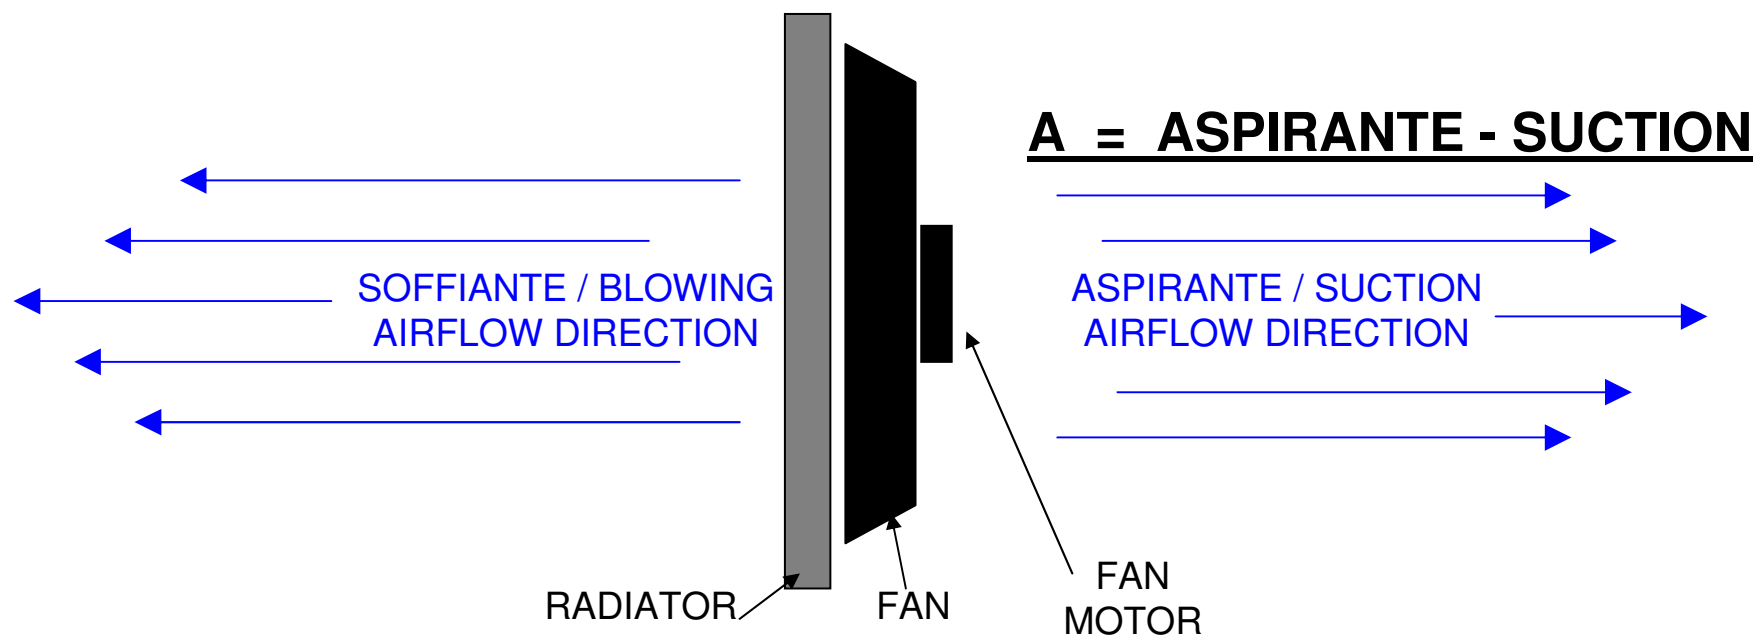 A = ASPIRANTE - SUCTION
SOFFIANTE / BLOWING
AIRFLOW DIRECTION
ASPIRANTE / SUCTION
AIRFLOW DIRECTION
RADIATOR
FAN
FAN
MOTOR